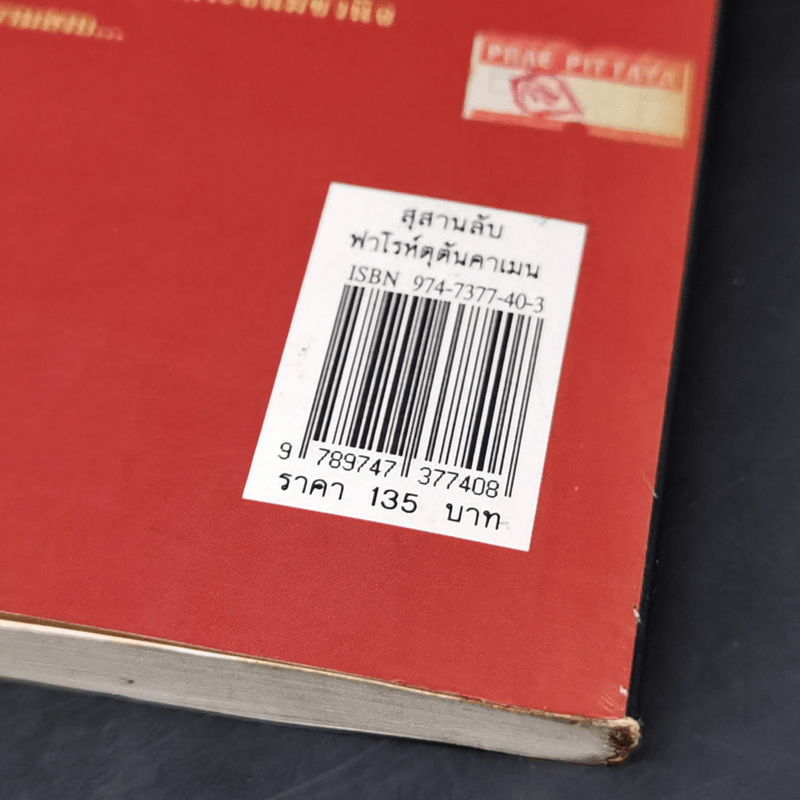 PRAE PITTAYA
สุสานลับ
ฟาโรห์ตุตันคาเมน
ISBN 974-7377-40-3
9 789747 377408
ราคา 135 บาท